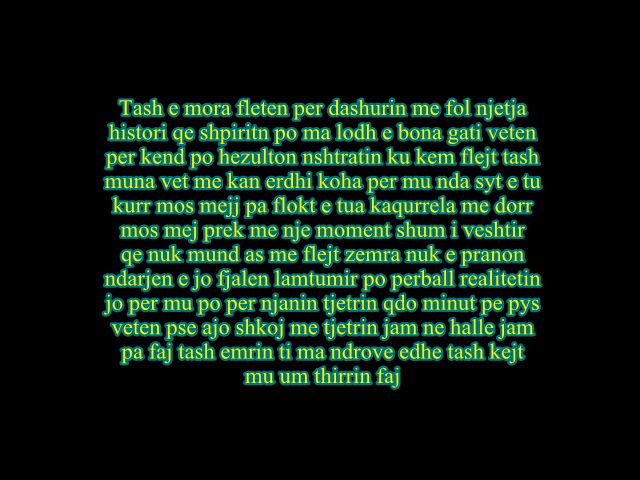 Tash e mora fleten per dashurin me fol njetja
histori qe shpiritn po ma lodh e bona gati veten
per kend po hezulton nshtratin ku kem flejt tash
muna vet me kan erdhi koha per mu nda syt e tu
kurr mos mejj pa flokt e tua kaqurrela me dorr
mos mej prek me nje moment shum i veshtir
qe nuk mund as me flejt zemra nuk e pranon
ndarjen e jo fjalen lamtumir po perball realitetin
jo per mu po per njanin tjetrin qdo minut pe pys
veten pse ajo shkoj me tjetrin jam ne halle jam
pa faj tash emrin ti ma ndrove edhe tash kejt
mu um thirrin faj